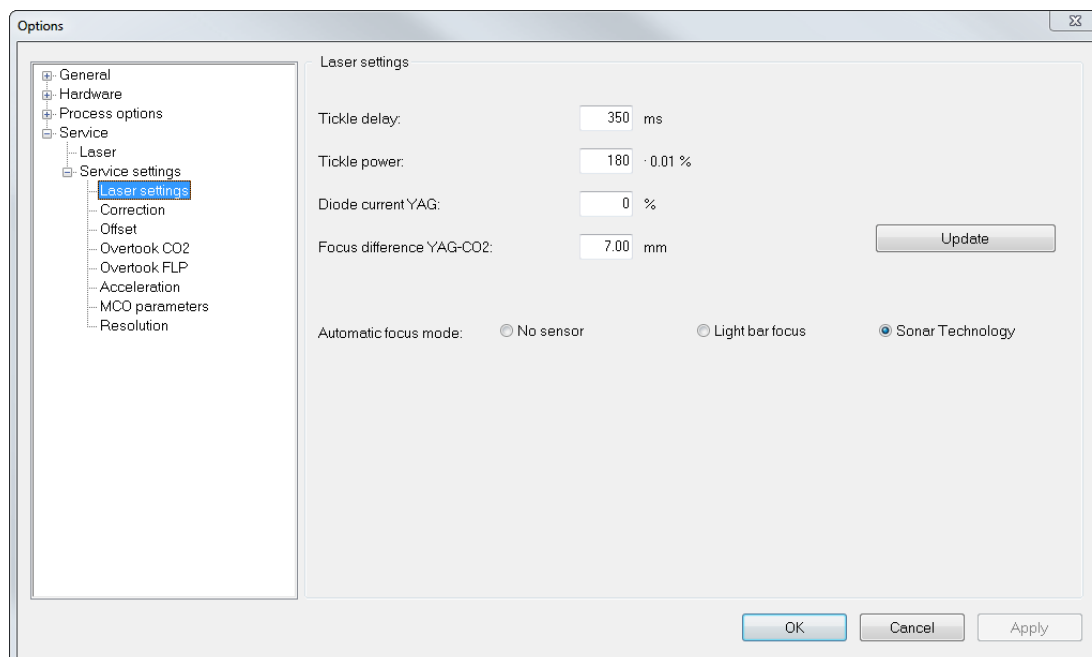 Options
General
Hardware
Process options
Service
Laser
Service settings
Laser settings
Correction
Offset
Overtook CO2
Overtook FLP
Acceleration
MCO parameters
Resolution
Laser settings
Tickle delay: 350 ms
Tickle power: 180 · 0.01 %
Diode current YAG: 0 %
Focus difference YAG-CO2: 7.00 mm
Update
Automatic focus mode: No sensor Light bar focus Sonar Technology
OK Cancel Apply